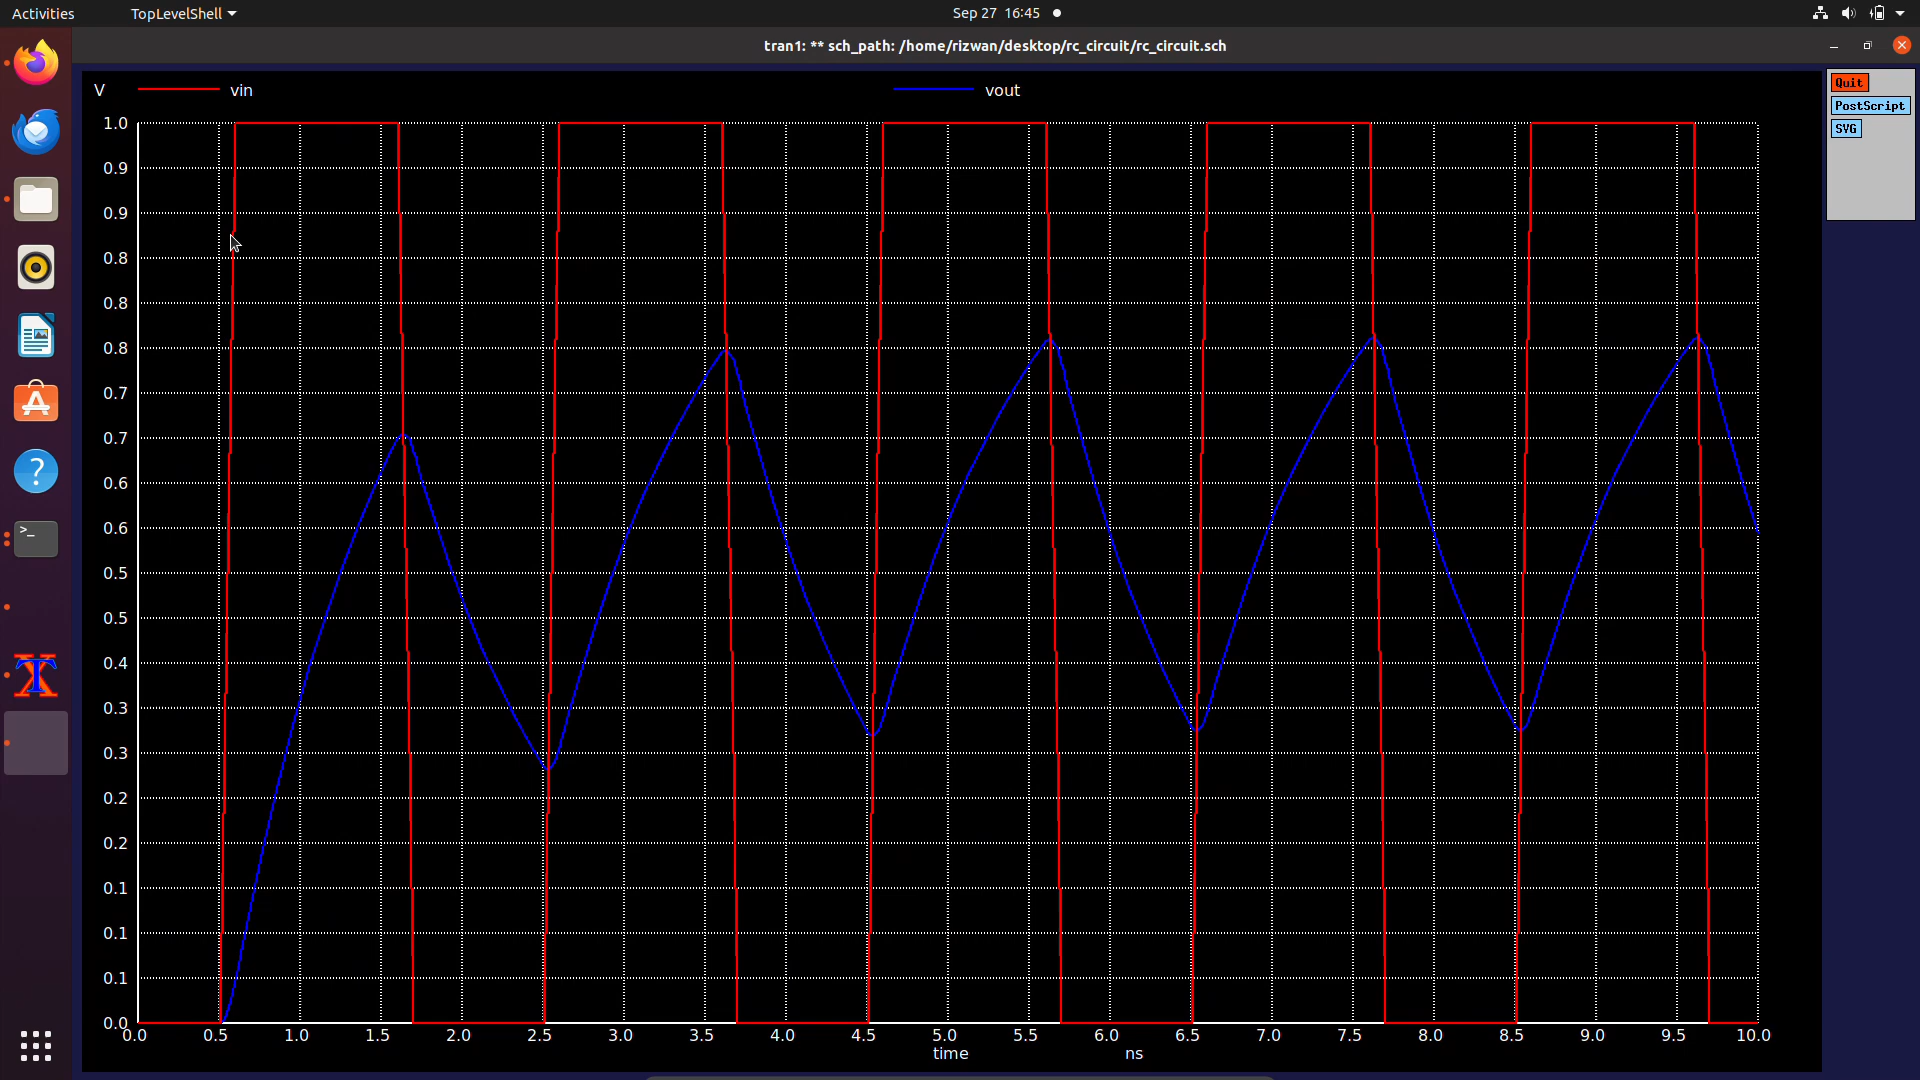 Activities
TopLevelShell
Sep 27 16:45
tran1: ** sch_path: /home/rizwan/desktop/rc_circuit/rc_circuit.sch
V vin vout
Quit
PostScript
SVG
1.0
0.9
0.9
0.8
0.8
0.8
0.7
0.7
0.6
0.6
0.5
0.5
0.4
0.3
0.3
0.2
0.2
0.1
0.1
0.1
0.0
0.0 0.5 1.0 1.5 2.0 2.5 3.0 3.5 4.0 4.5 5.0 5.5 6.0 6.5 7.0 7.5 8.0 8.5 9.0 9.5 10.0
time ns